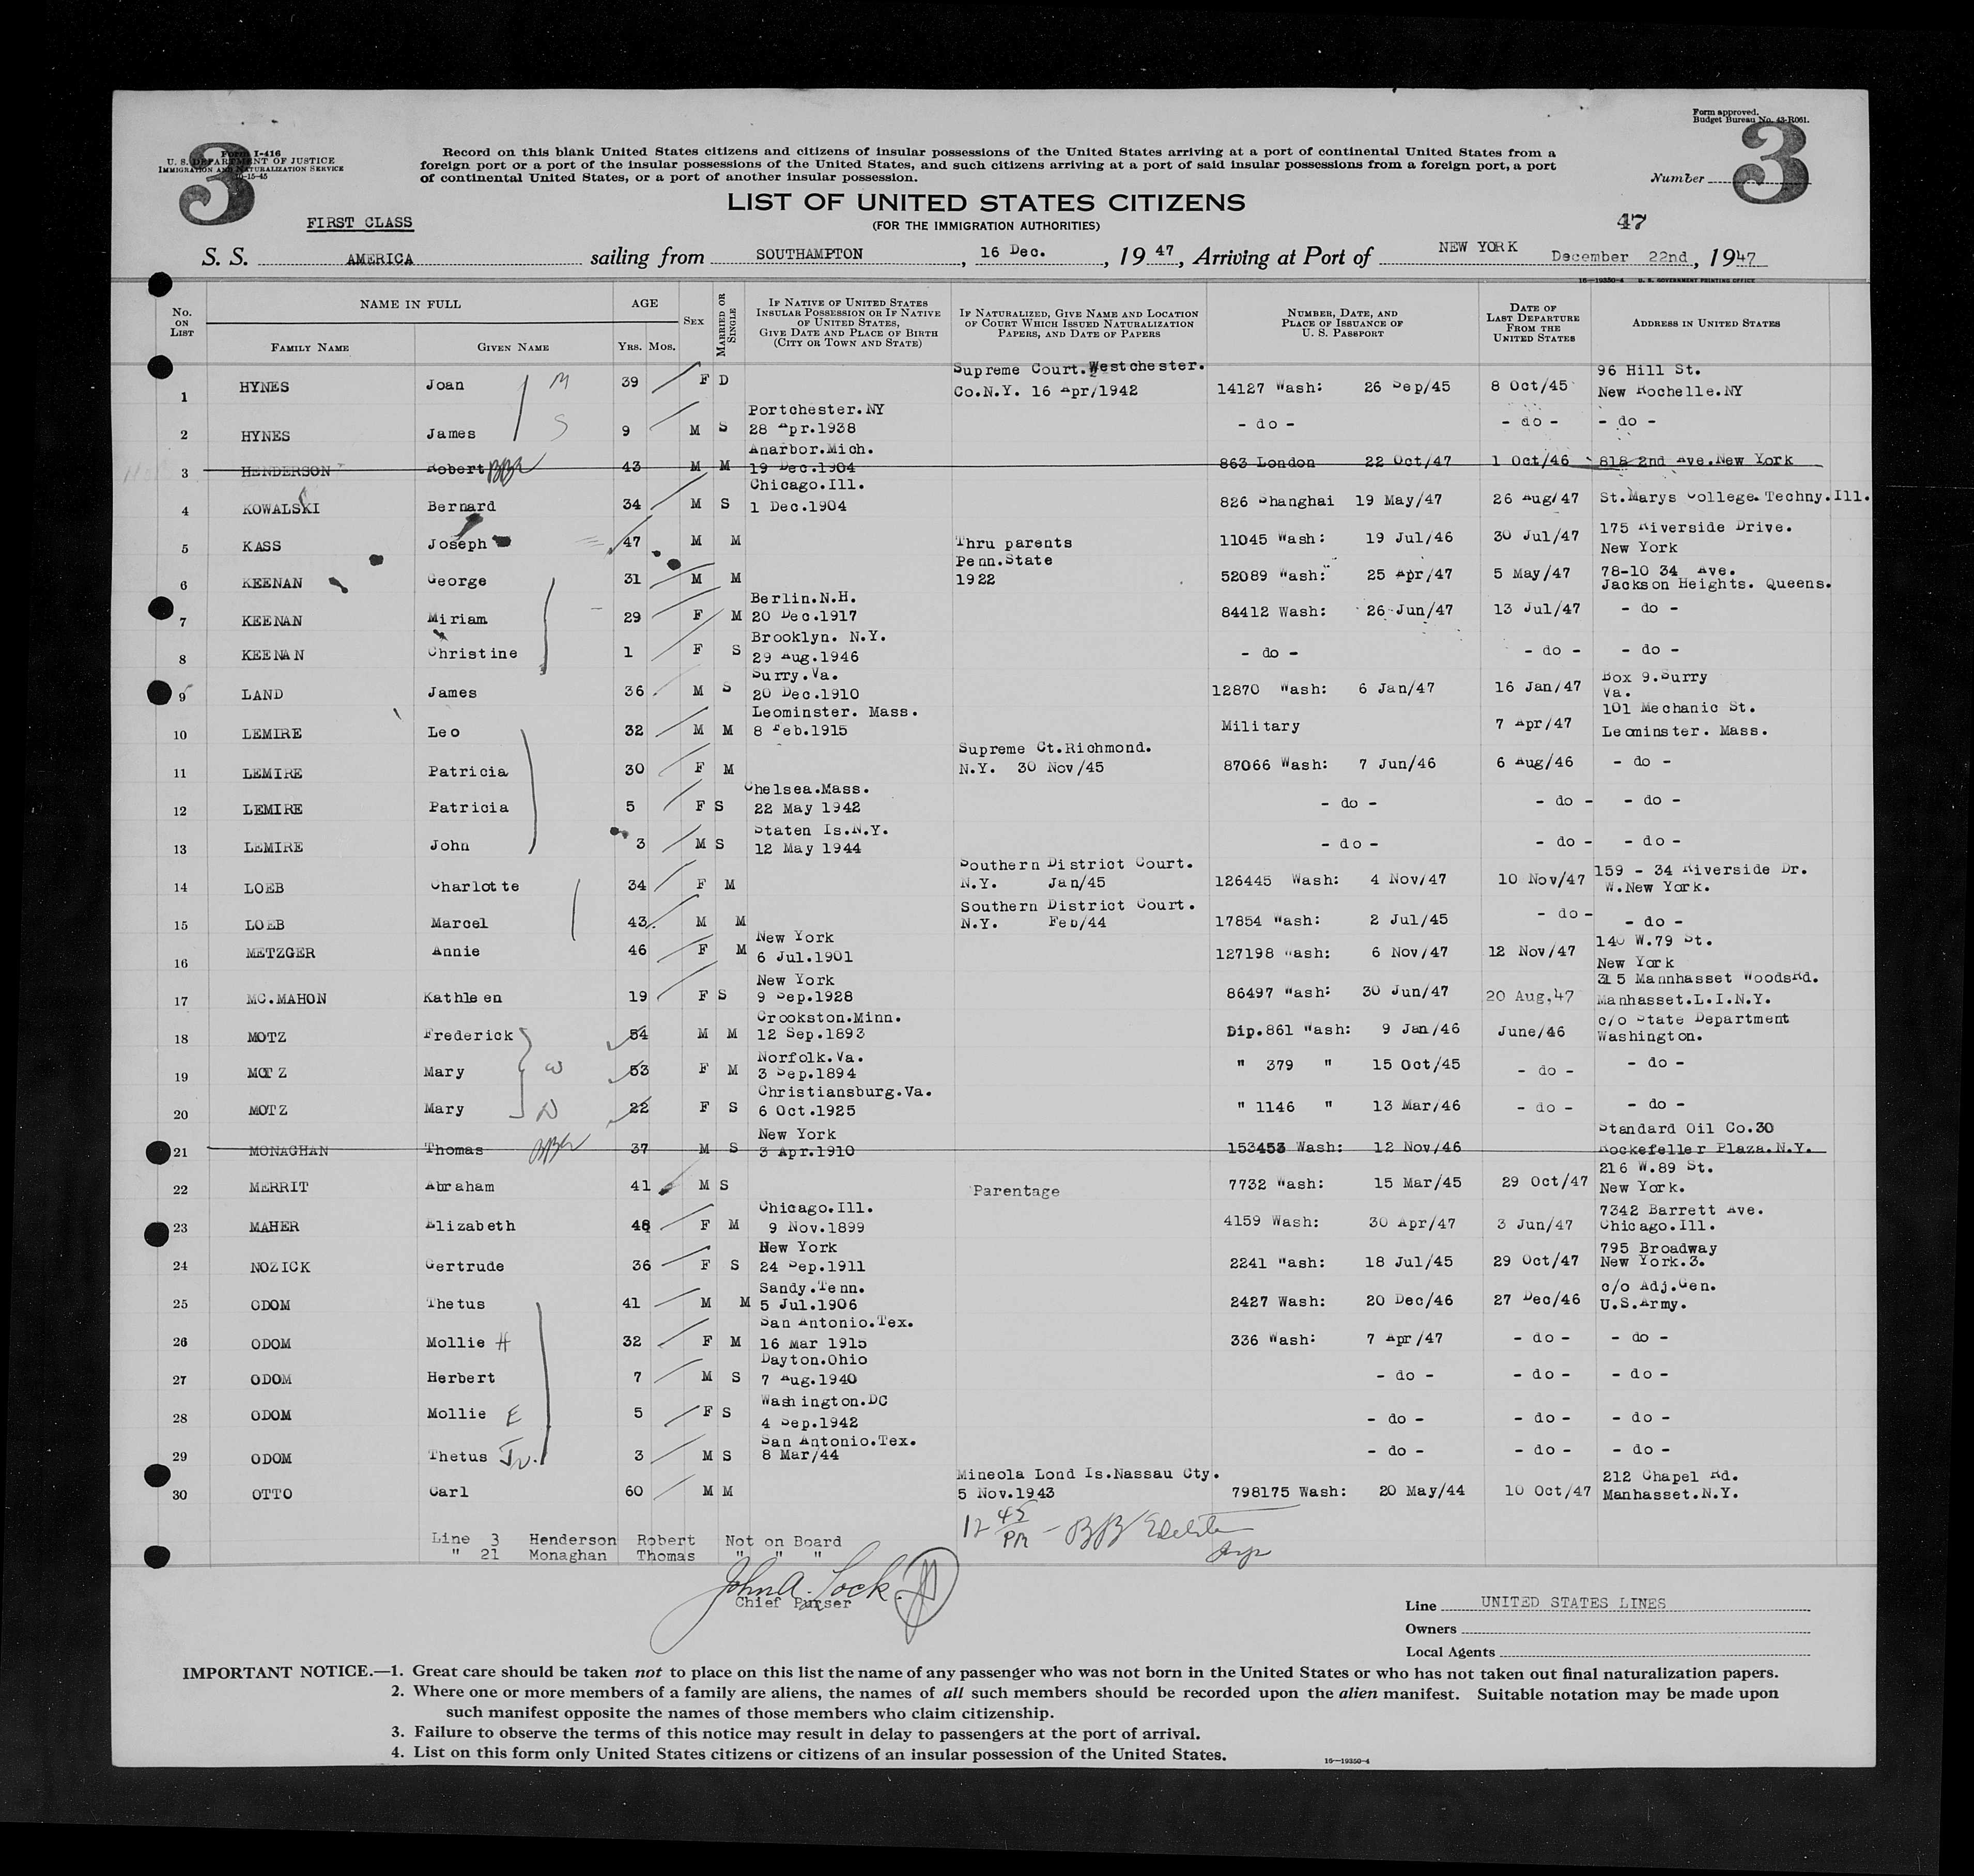 Form approved.
Budget Bureau No. 43-R061.
3
3
Form I-416
U. S. DEPARTMENT OF JUSTICE
IMMIGRATION AND NATURALIZATION SERVICE
10-15-45
Record on this blank United States citizens and citizens of insular possessions of the United States arriving at a port of continental United States from a
foreign port or a port of the insular possessions of the United States, and such citizens arriving at a port of said insular possessions from a foreign port, a port
of continental United States, or a port of another insular possession.
Number
LIST OF UNITED STATES CITIZENS
(FOR THE IMMIGRATION AUTHORITIES)
FIRST CLASS
47
S. S. AMERICA sailing from SOUTHAMPTON, 16 Dec., 19 47, Arriving at Port of NEW YORK December 22nd, 1947
16—19350-4 U. S. GOVERNMENT PRINTING OFFICE
No. ON LIST
NAME IN FULL
FAMILY NAME
GIVEN NAME
AGE
YRS. MOS.
SEX
MARRIED OR SINGLE
IF NATIVE OF UNITED STATES INSULAR POSSESSION OR IF NATIVE OF UNITED STATES, GIVE DATE AND PLACE OF BIRTH (CITY OR TOWN AND STATE)
IF NATURALIZED, GIVE NAME AND LOCATION OF COURT WHICH ISSUED NATURALIZATION PAPERS, AND DATE OF PAPERS
NUMBER, DATE, AND PLACE OF ISSUANCE OF U. S. PASSPORT
DATE OF LAST DEPARTURE FROM THE UNITED STATES
ADDRESS IN UNITED STATES
1 HYNES Joan M 39 F D Supreme Court.Westchester. Co.N.Y. 16 Apr/1942 14127 Wash: 26 Sep/45 8 Oct/45 96 Hill St. New Rochelle.NY
2 HYNES James S 9 M S Portchester.NY 28 Apr.1938 - do - - do - - do -
3 HENDERSON Robert 43 M M Anarbor.Mich. 19 Dec.1904 863 London 22 Oct/47 1 Oct/46 818 2nd Ave.New York
4 KOWALSKI Bernard 34 M S Chicago.Ill. 1 Dec.1904 826 Shanghai 19 May/47 26 Aug/47 St.Marys College.Techny.Ill.
5 KASS Joseph 47 M M Thru parents 11045 Wash: 19 Jul/46 30 Jul/47 175 Riverside Drive. New York
6 KEENAN George 31 M M Penn.State 1922 52089 Wash: 25 Apr/47 5 May/47 78-10 34 Ave. Jackson Heights. Queens.
7 KEENAN Miriam 29 F M Berlin.N.H. 20 Dec.1917 84412 Wash: 26 Jun/47 13 Jul/47 - do -
8 KEENAN Christine 1 F S Brooklyn. N.Y. 29 Aug.1946 - do - - do - - do -
9 LAND James 36 M S Surry.Va. 20 Dec.1910 12870 Wash: 6 Jan/47 16 Jan/47 Box 9.Surry Va.
10 LEMIRE Leo 32 M M Leominster. Mass. 8 Feb.1915 Military 7 Apr/47 101 Mechanic St. Leominster. Mass.
11 LEMIRE Patricia 30 F M Supreme Ct.Richmond. N.Y. 30 Nov/45 87066 Wash: 7 Jun/46 6 Aug/46 - do -
12 LEMIRE Patricia 5 F S Chelsea.Mass. 22 May 1942 - do - - do - - do -
13 LEMIRE John 3 M S Staten Is.N.Y. 12 May 1944 - do - - do - - do -
14 LOEB Charlotte 34 F M Southern District Court. N.Y. Jan/45 126445 Wash: 4 Nov/47 10 Nov/47 159 - 34 Riverside Dr. W.New York.
15 LOEB Marcel 43 M M Southern District Court. N.Y. Feb/44 17854 Wash: 2 Jul/45 - do - - do -
16 METZGER Annie 46 F M New York 6 Jul.1901 127198 Wash: 6 Nov/47 12 Nov/47 140 W.79 St. New York
17 MC.MAHON Kathleen 19 F S New York 9 Sep.1928 86497 Wash: 30 Jun/47 20 Aug.47 315 Mannhasset WoodsRd. Manhasset.L.I.N.Y.
18 MOTZ Frederick 54 M M Crookston.Minn. 12 Sep.1893 Dip.861 Wash: 9 Jan/46 June/46 c/o State Department Washington.
19 MOTZ Mary W 53 F M Norfolk.Va. 3 Sep.1894 " 379 " 15 Oct/45 - do - - do -
20 MOTZ Mary D 22 F S Christiansburg.Va. 6 Oct.1925 " 1146 " 13 Mar/46 - do - - do -
21 MONAGHAN Thomas 37 M S New York 3 Apr.1910 153453 Wash: 12 Nov/46 Standard Oil Co.30 Rockefeller Plaza.N.Y.
22 MERRIT Abraham 41 M S Parentage 7732 Wash: 15 Mar/45 29 Oct/47 216 W.89 St. New York.
23 MAHER Elizabeth 48 F M Chicago.Ill. 9 Nov.1899 4159 Wash: 30 Apr/47 3 Jun/47 7342 Barrett Ave. Chicago.Ill.
24 NOZICK Gertrude 36 F S New York 24 Sep.1911 2241 Wash: 18 Jul/45 29 Oct/47 795 Broadway New York.3.
25 ODOM Thetus 41 M M Sandy.Tenn. 5 Jul.1906 2427 Wash: 20 Dec/46 27 Dec/46 c/o Adj.Gen. U.S.Army.
26 ODOM Mollie H 32 F M San Antonio.Tex. 16 Mar 1915 336 Wash: 7 Apr/47 - do - - do -
27 ODOM Herbert 7 M S Dayton.Ohio 7 Aug.1940 - do - - do - - do -
28 ODOM Mollie E 5 F S Washington.DC 4 Sep.1942 - do - - do - - do -
29 ODOM Thetus Jr. 3 M S San Antonio.Tex. 8 Mar/44 - do - - do - - do -
30 OTTO Carl 60 M M Mineola Lond Is.Nassau Cty. 5 Nov.1943 798175 Wash: 20 May/44 10 Oct/47 212 Chapel Rd. Manhasset.N.Y.
12 45 PM
Line 3 Henderson Robert Not on Board
" 21 Monaghan Thomas " " "
John A. Lock
Chief Purser
Line UNITED STATES LINES
Owners
Local Agents
IMPORTANT NOTICE.—1. Great care should be taken not to place on this list the name of any passenger who was not born in the United States or who has not taken out final naturalization papers.
2. Where one or more members of a family are aliens, the names of all such members should be recorded upon the alien manifest. Suitable notation may be made upon
such manifest opposite the names of those members who claim citizenship.
3. Failure to observe the terms of this notice may result in delay to passengers at the port of arrival.
4. List on this form only United States citizens or citizens of an insular possession of the United States.
16—19350-4